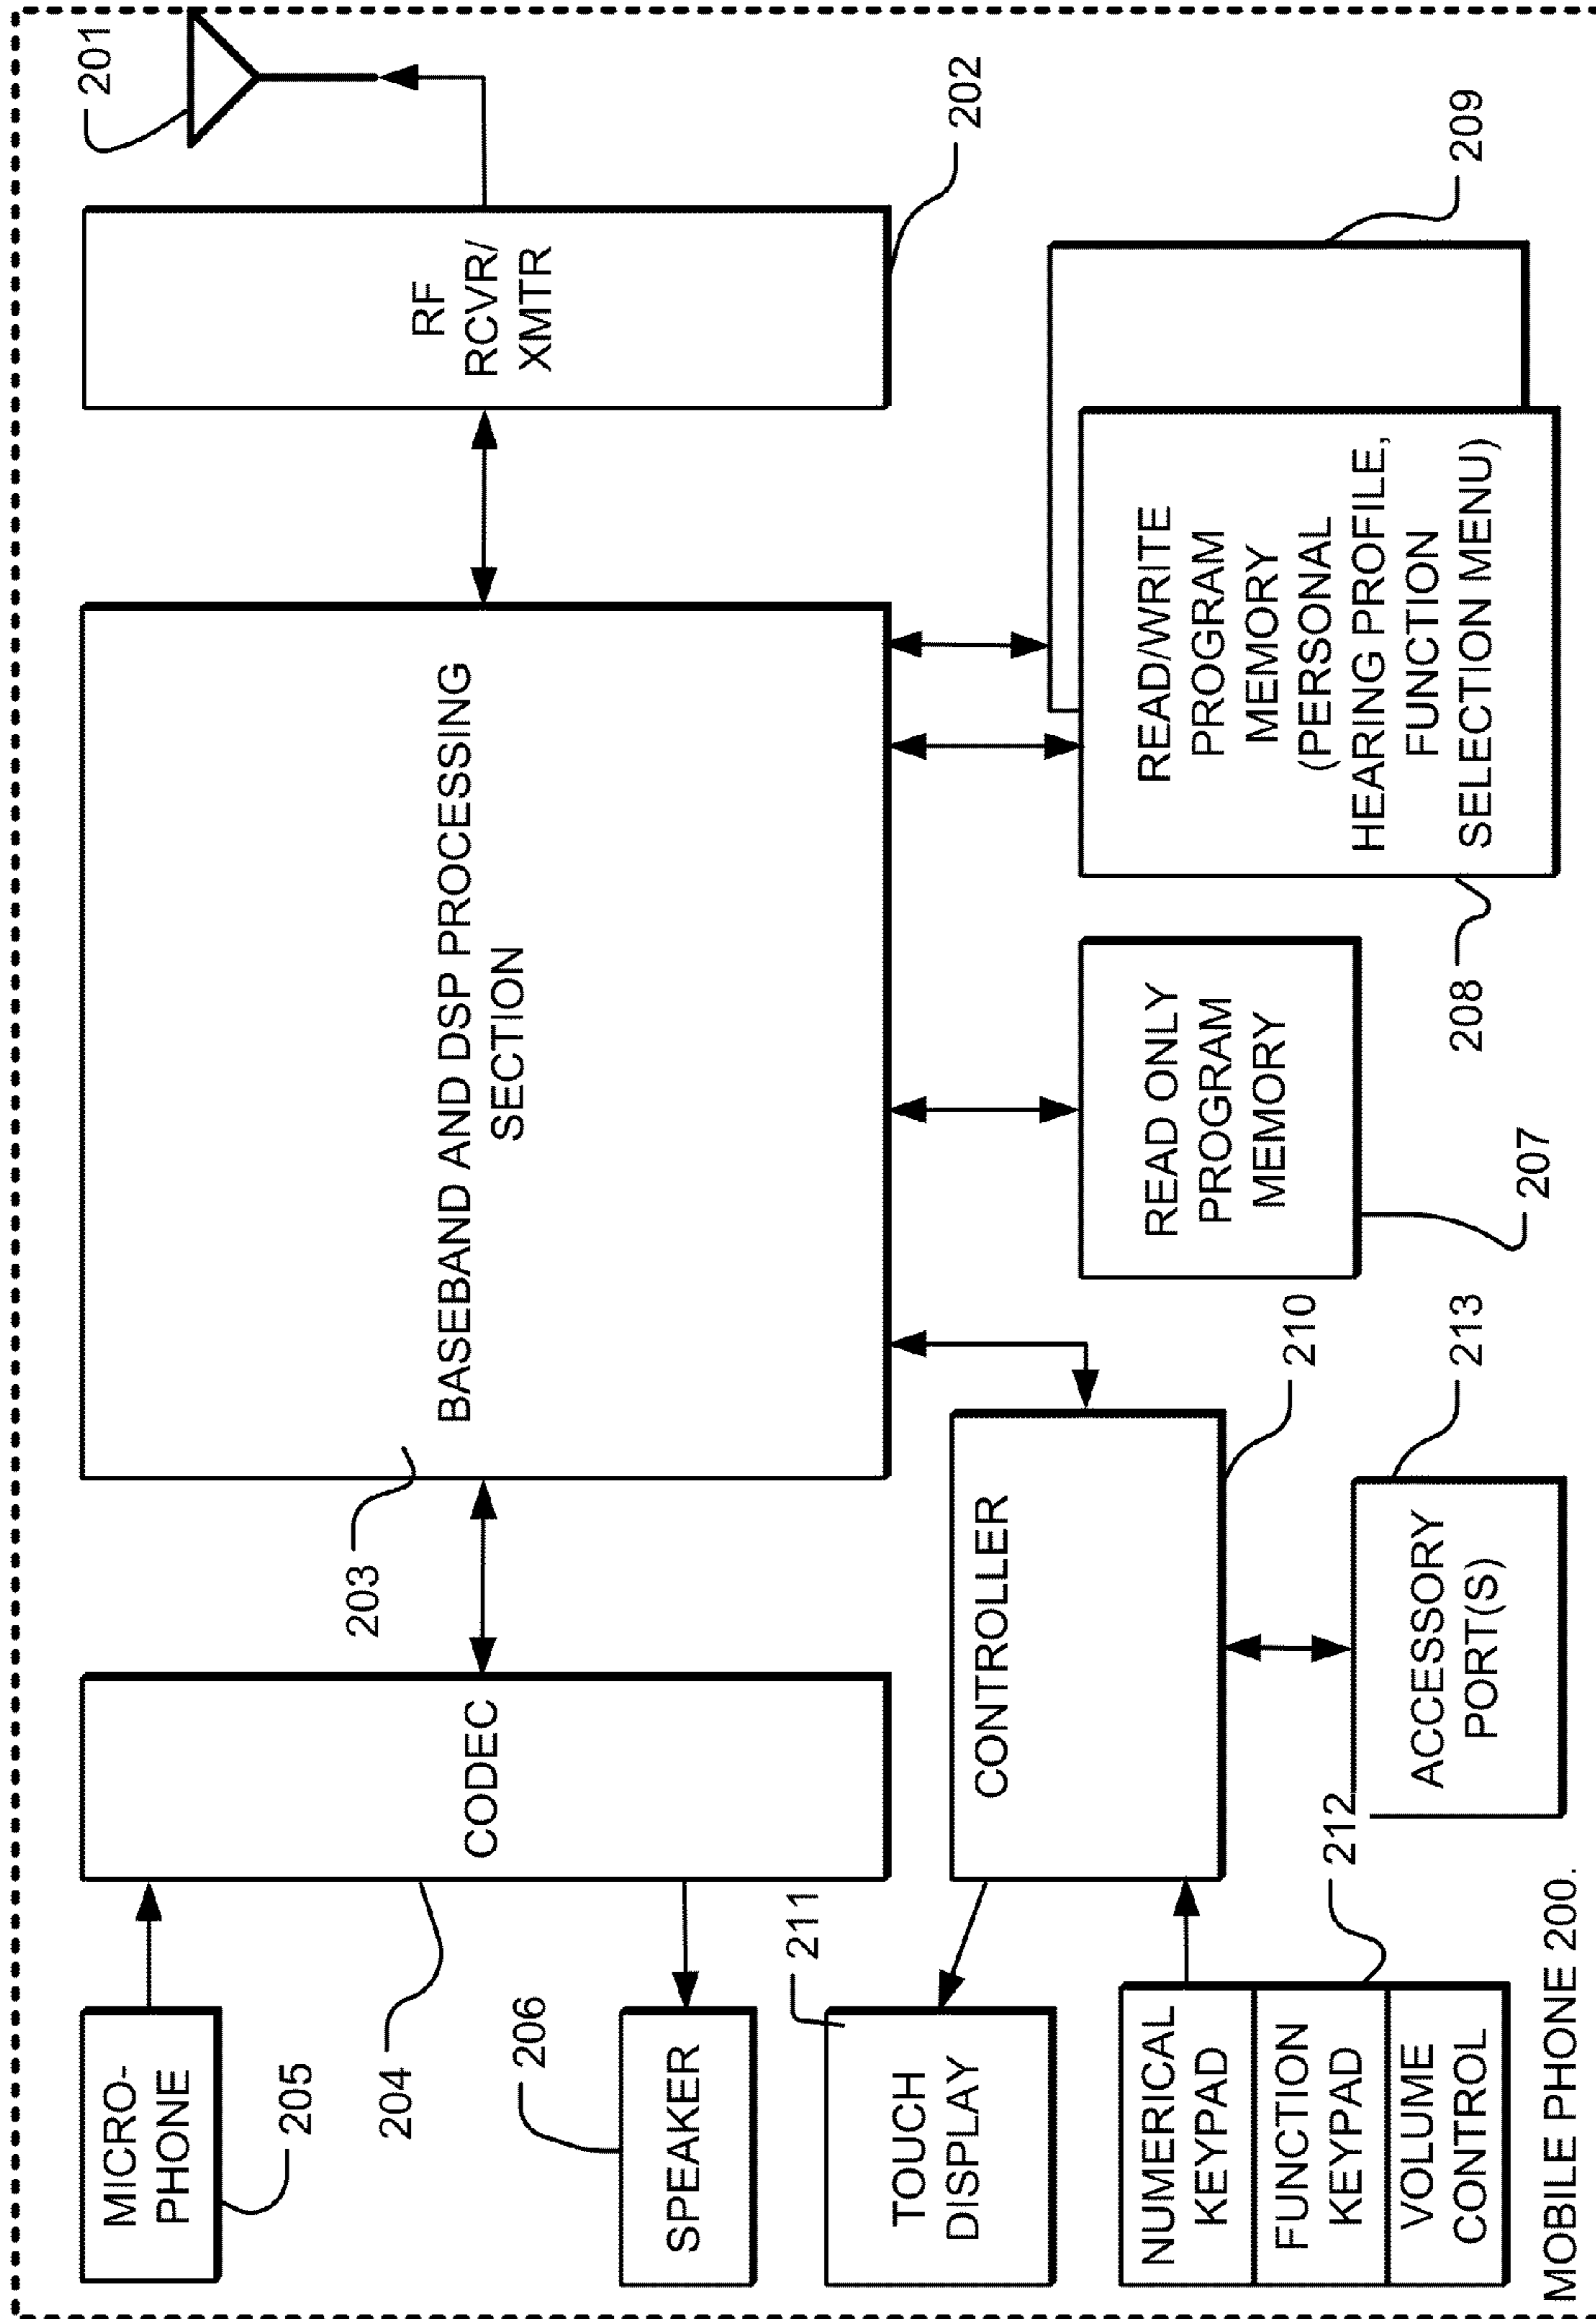 MICRO-
PHONE
205
204
CODEC
203
BASEBAND AND DSP PROCESSING
SECTION
RF
RCVR/
XMTR
201
202
206
SPEAKER
211
TOUCH
DISPLAY
CONTROLLER
210
NUMERICAL
KEYPAD
FUNCTION
KEYPAD
VOLUME
CONTROL
212
ACCESSORY
PORT(S)
213
READ ONLY
PROGRAM
MEMORY
207
READ/WRITE
PROGRAM
MEMORY
(PERSONAL
HEARING PROFILE,
FUNCTION
SELECTION MENU)
208
209
MOBILE PHONE 200.